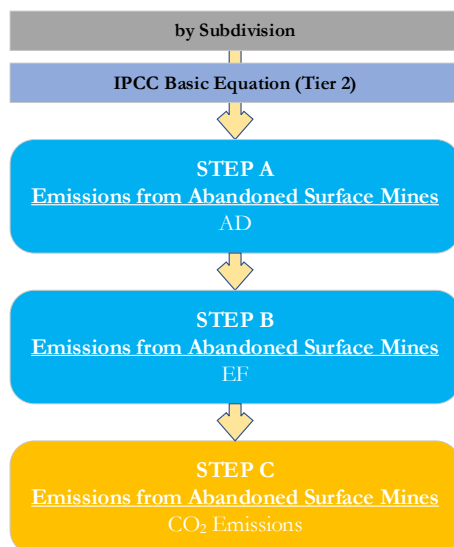 by Subdivision
IPCC Basic Equation (Tier 2)
STEP A
Emissions from Abandoned Surface Mines
AD
STEP B
Emissions from Abandoned Surface Mines
EF
STEP C
Emissions from Abandoned Surface Mines
CO₂ Emissions